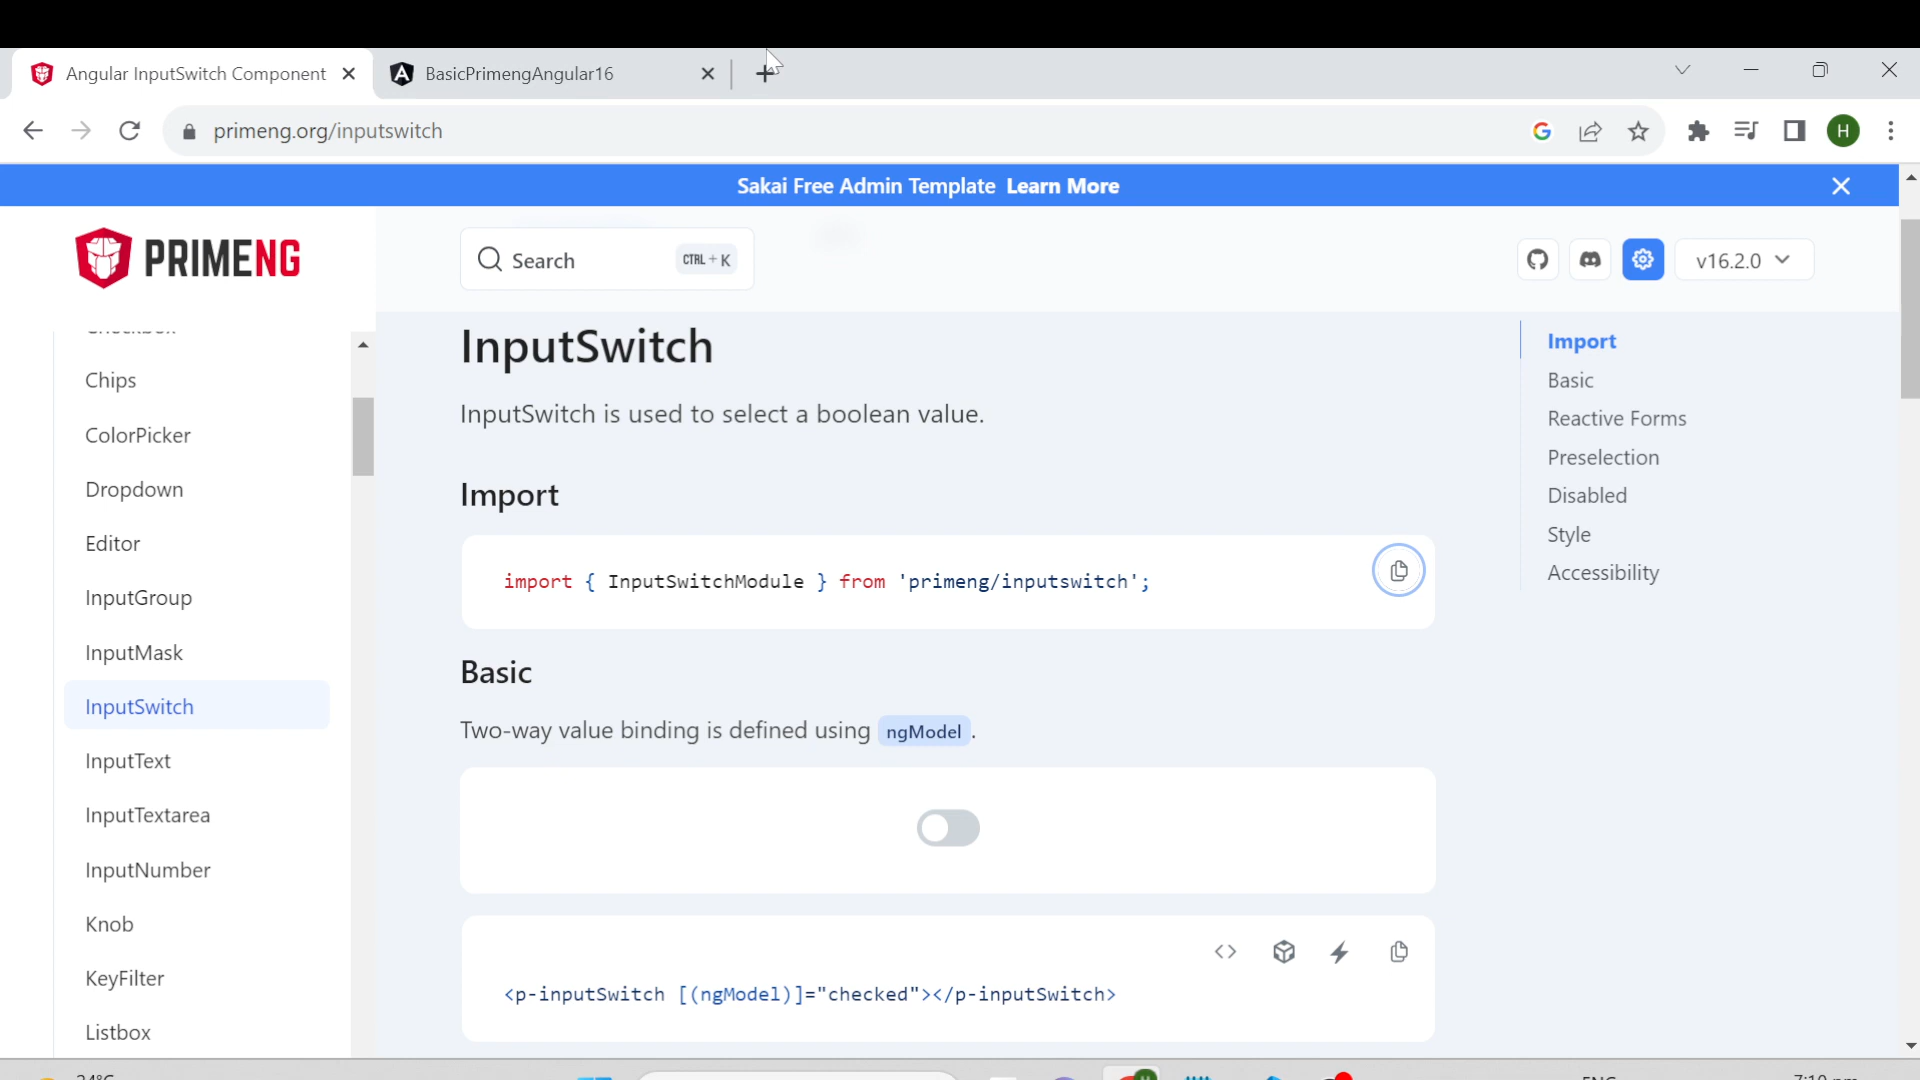 Angular InputSwitch Component
BasicPrimengAngular16
primeng.org/inputswitch
H
Sakai Free Admin Template Learn More
PRIMENG
Search
CTRL + K
v16.2.0
Checkbox
Chips
ColorPicker
Dropdown
Editor
InputGroup
InputMask
InputSwitch
InputText
InputTextarea
InputNumber
Knob
KeyFilter
Listbox
InputSwitch
InputSwitch is used to select a boolean value.
Import
import { InputSwitchModule } from 'primeng/inputswitch';
Basic
Two-way value binding is defined using ngModel.
<p-inputSwitch [(ngModel)]="checked"></p-inputSwitch>
Import
Basic
Reactive Forms
Preselection
Disabled
Style
Accessibility
24°C
ENG